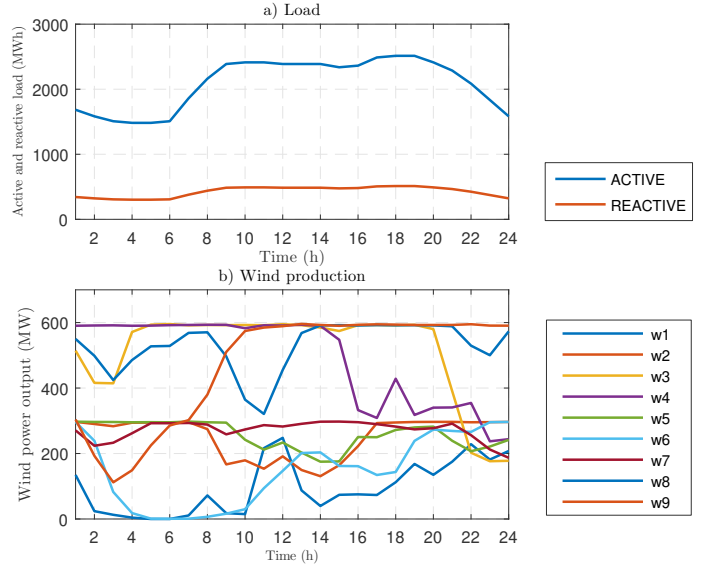 a) Load
Active and reactive load (MWh)
3000
2000
1000
0
2 4 6 8 10 12 14 16 18 20 22 24
Time (h)
ACTIVE
REACTIVE
b) Wind production
Wind power output (MW)
600
400
200
0
2 4 6 8 10 12 14 16 18 20 22 24
Time (h)
w1
w2
w3
w4
w5
w6
w7
w8
w9